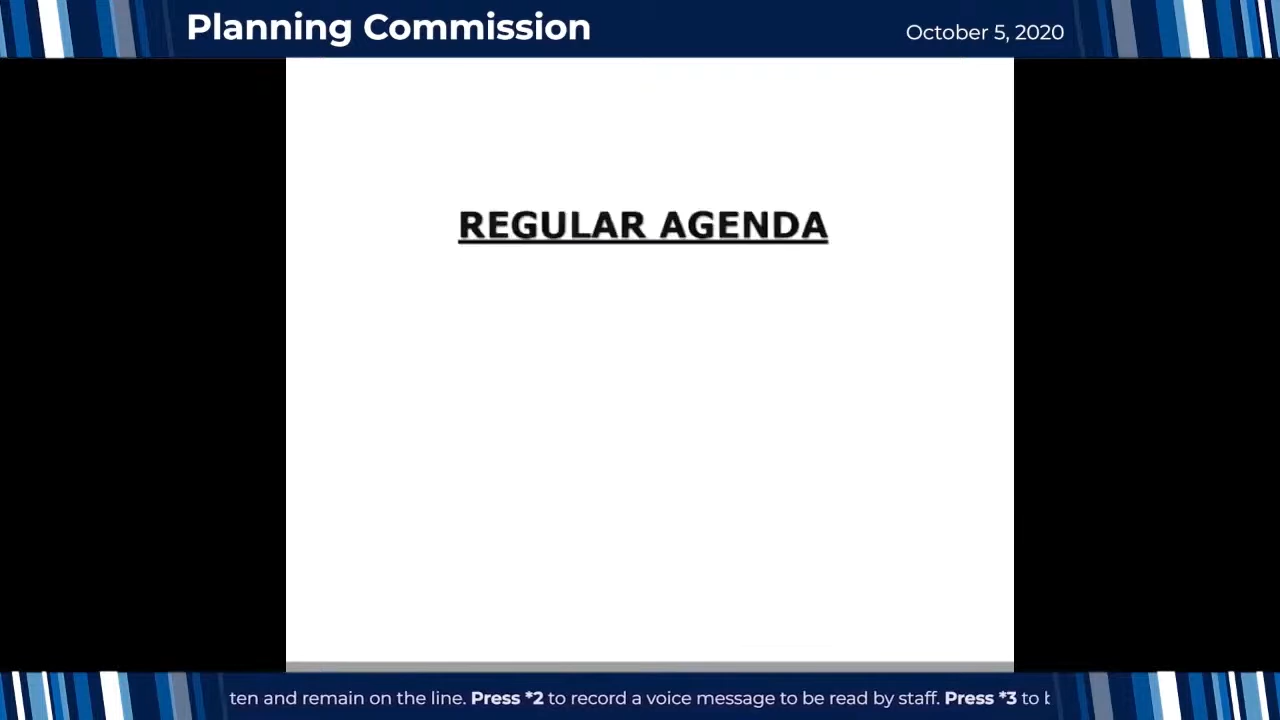 Planning Commission
October 5, 2020
REGULAR AGENDA
ten and remain on the line. Press *2 to record a voice message to be read by staff. Press *3 to